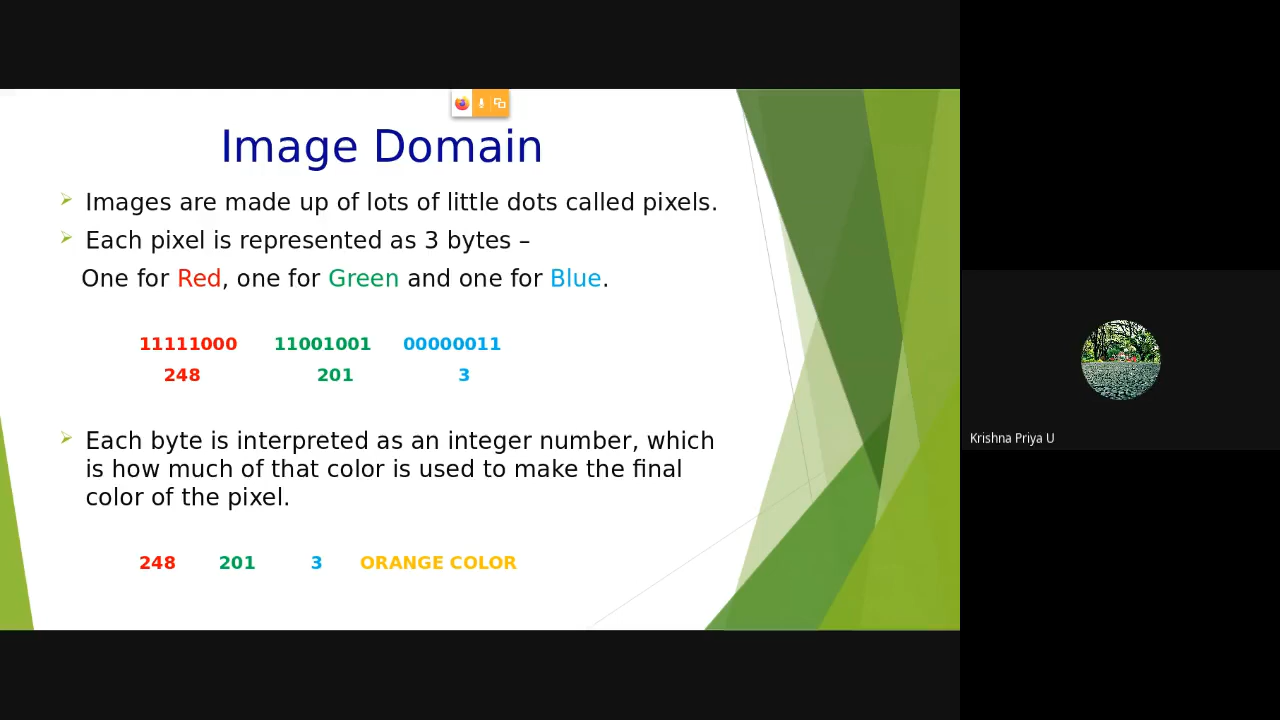 Image Domain
Images are made up of lots of little dots called pixels.
Each pixel is represented as 3 bytes –
One for Red, one for Green and one for Blue.
11111000 11001001 00000011
248 201 3
Each byte is interpreted as an integer number, which
is how much of that color is used to make the final
color of the pixel.
248 201 3 ORANGE COLOR
Krishna Priya U